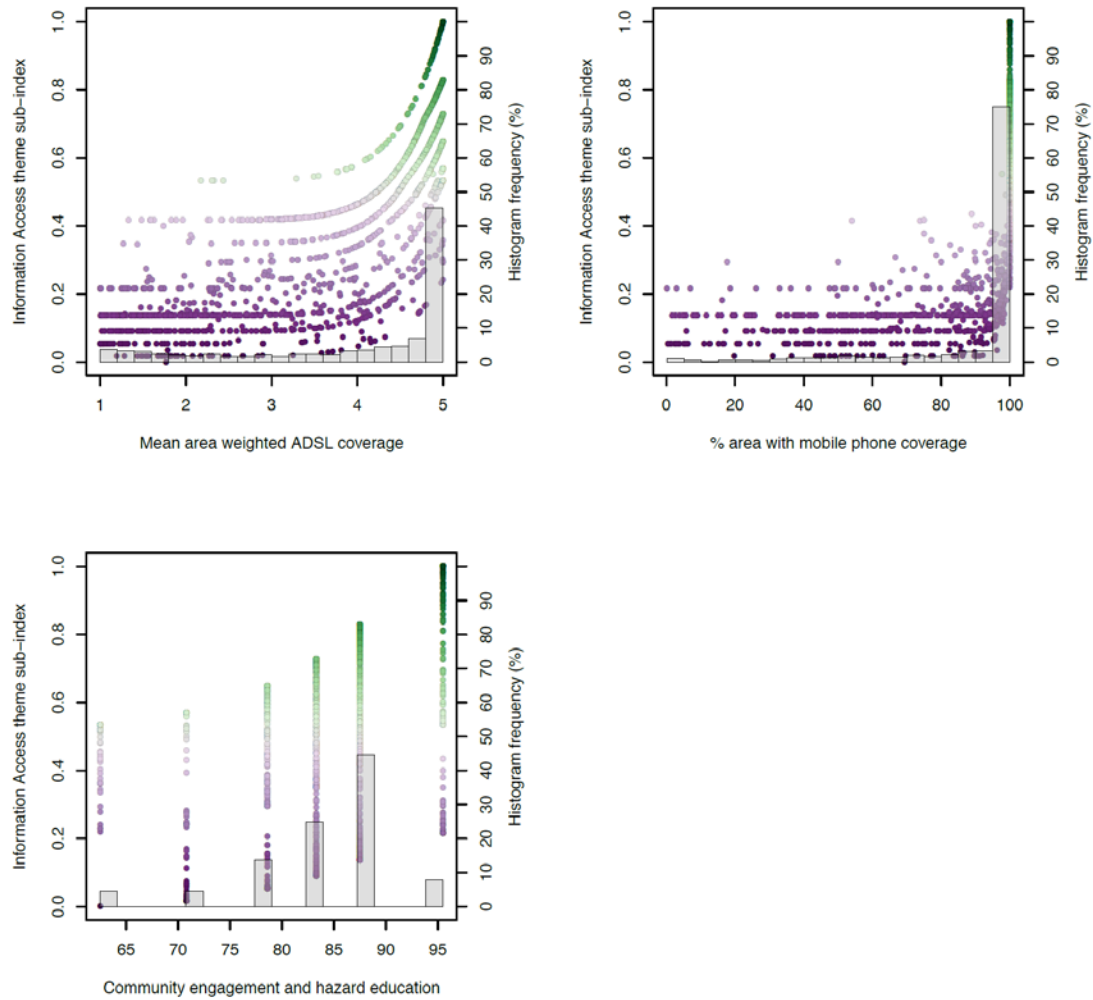 Information Access theme sub-index
0.0 0.2 0.4 0.6 0.8 1.0
0 10 20 30 40 50 60 70 80 90
Histogram frequency (%)
1 2 3 4 5
Mean area weighted ADSL coverage
Information Access theme sub-index
0.0 0.2 0.4 0.6 0.8 1.0
0 10 20 30 40 50 60 70 80 90
Histogram frequency (%)
0 20 40 60 80 100
% area with mobile phone coverage
Information Access theme sub-index
0.0 0.2 0.4 0.6 0.8 1.0
0 10 20 30 40 50 60 70 80 90
Histogram frequency (%)
65 70 75 80 85 90 95
Community engagement and hazard education